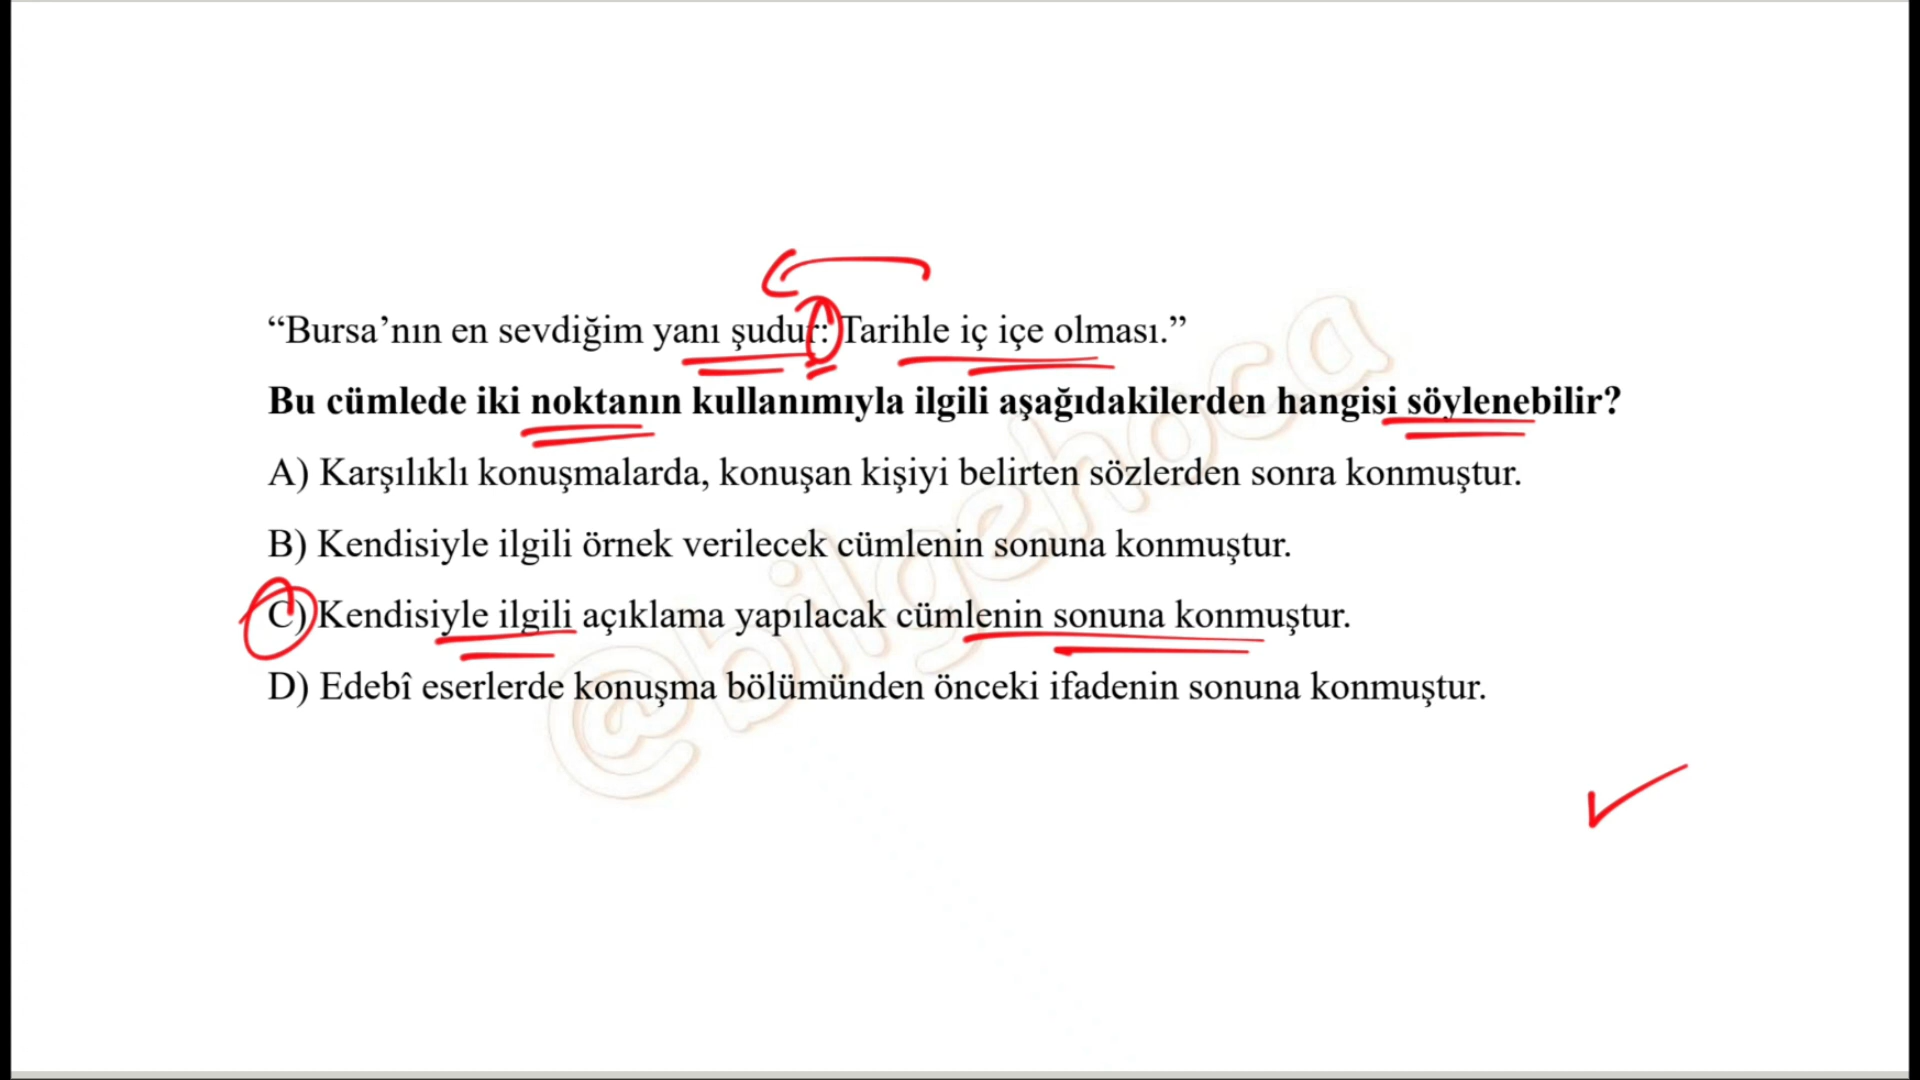 “Bursa’nın en sevdiğim yanı şudur: Tarihle iç içe olması.”
Bu cümlede iki noktanın kullanımıyla ilgili aşağıdakilerden hangisi söylenebilir?
A) Karşılıklı konuşmalarda, konuşan kişiyi belirten sözlerden sonra konmuştur.
B) Kendisiyle ilgili örnek verilecek cümlenin sonuna konmuştur.
C) Kendisiyle ilgili açıklama yapılacak cümlenin sonuna konmuştur.
D) Edebî eserlerde konuşma bölümünden önceki ifadenin sonuna konmuştur.
@bilgehoca